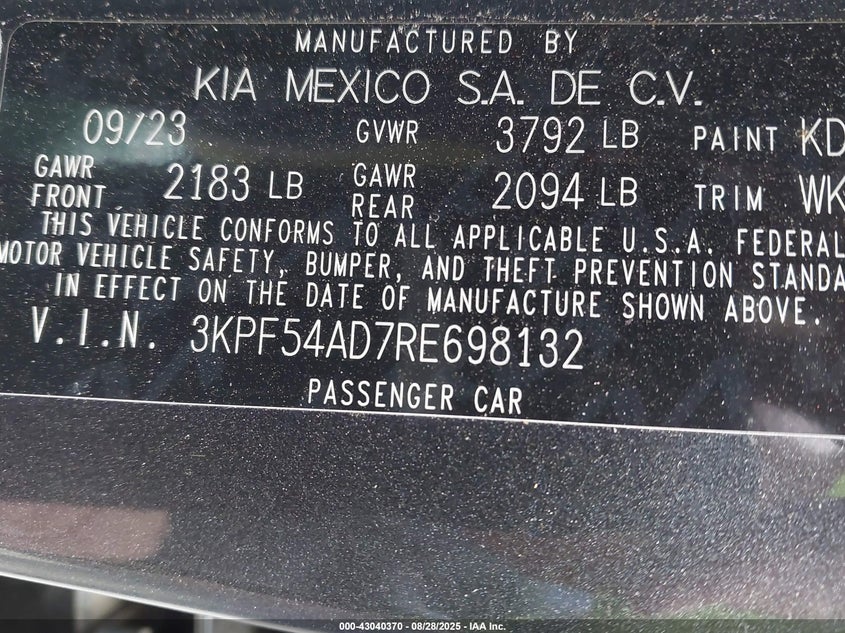 MANUFACTURED BY
KIA MEXICO S.A. DE C.V.
09/23 GVWR 3792 LB PAINT KD
GAWR FRONT 2183 LB GAWR REAR 2094 LB TRIM WK
THIS VEHICLE CONFORMS TO ALL APPLICABLE U.S.A. FEDERAL
MOTOR VEHICLE SAFETY, BUMPER, AND THEFT PREVENTION STANDA
IN EFFECT ON THE DATE OF MANUFACTURE SHOWN ABOVE.
V.I.N. 3KPF54AD7RE698132
PASSENGER CAR
000-43040370 - 08/28/2025 - IAA Inc.